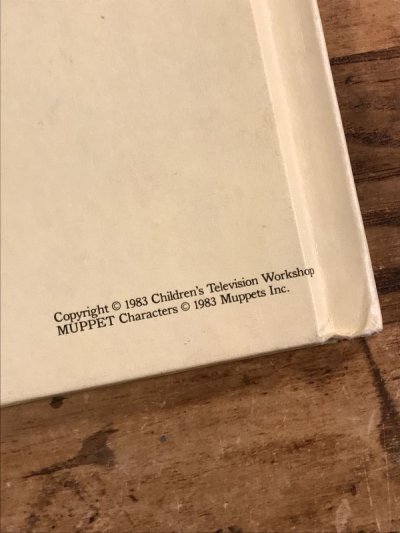 Copyright © 1983 Children's Television Workshop
MUPPET Characters © 1983 Muppets Inc.